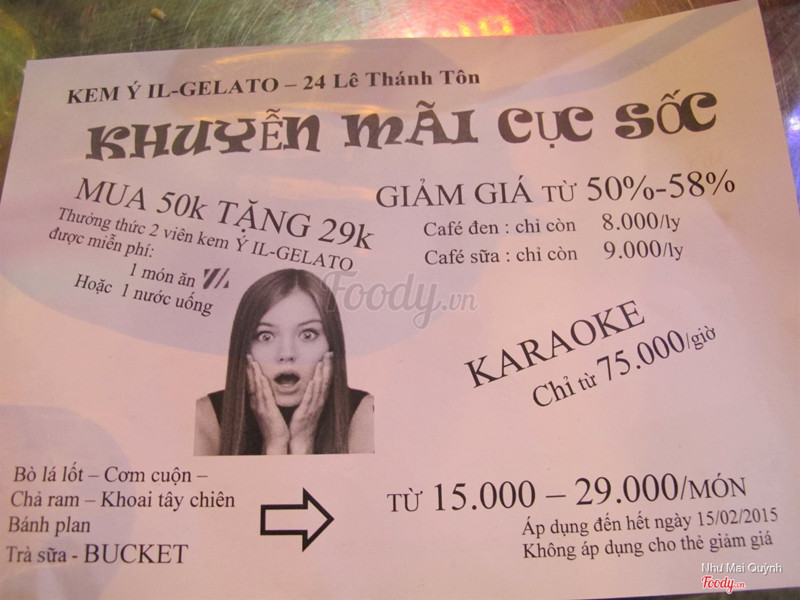 KEM Ý IL-GELATO – 24 Lê Thánh Tôn
KHUYỄN MÃI CỰC SỐC
MUA 50k TẶNG 29k
Thưởng thức 2 viên kem Ý IL-GELATO
được miễn phí:
1 món ăn
Hoặc 1 nước uống
GIẢM GIÁ TỪ 50%-58%
Café đen : chỉ còn 8.000/ly
Café sữa : chỉ còn 9.000/ly
Foody.vn
KARAOKE
Chỉ từ 75.000/giờ
Bò lá lốt – Cơm cuộn –
Chả ram – Khoai tây chiên
Bánh plan
Trà sữa - BUCKET
TỪ 15.000 – 29.000/MÓN
Áp dụng đến hết ngày 15/02/2015
Không áp dụng cho thẻ giảm giá
Như Mai Quỳnh
Foody.vn